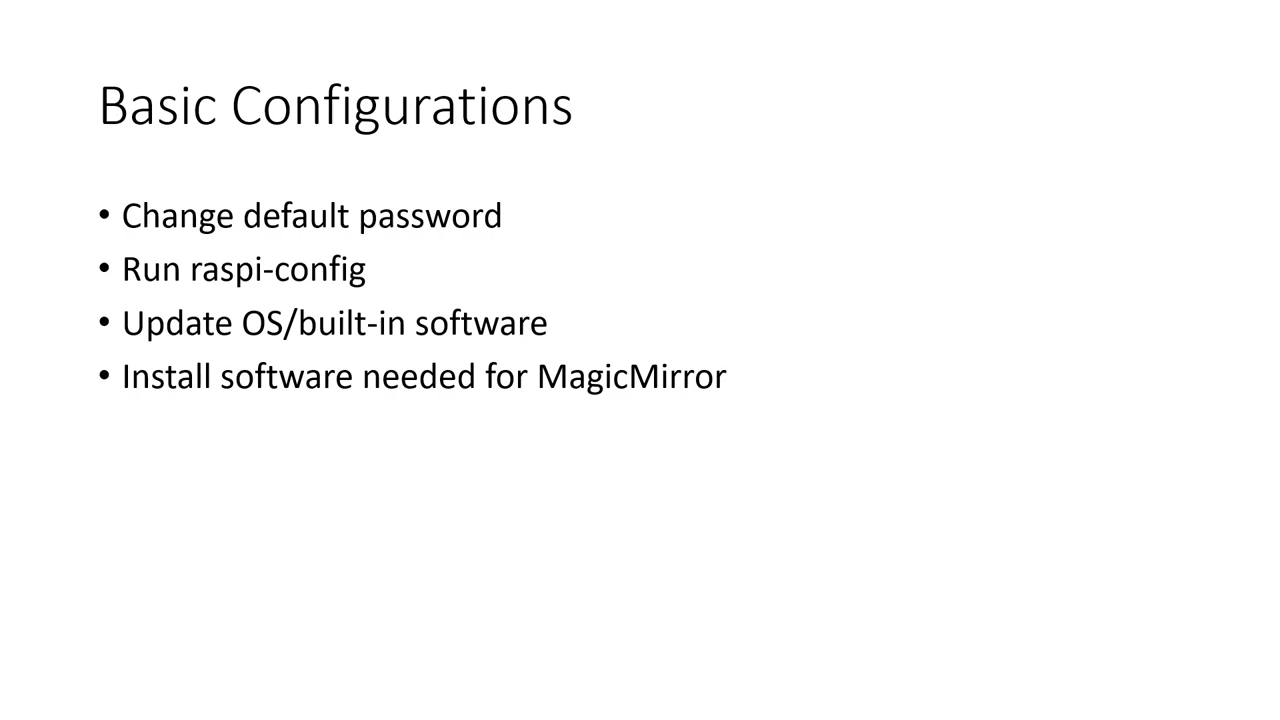 Basic Configurations
• Change default password
• Run raspi-config
• Update OS/built-in software
• Install software needed for MagicMirror